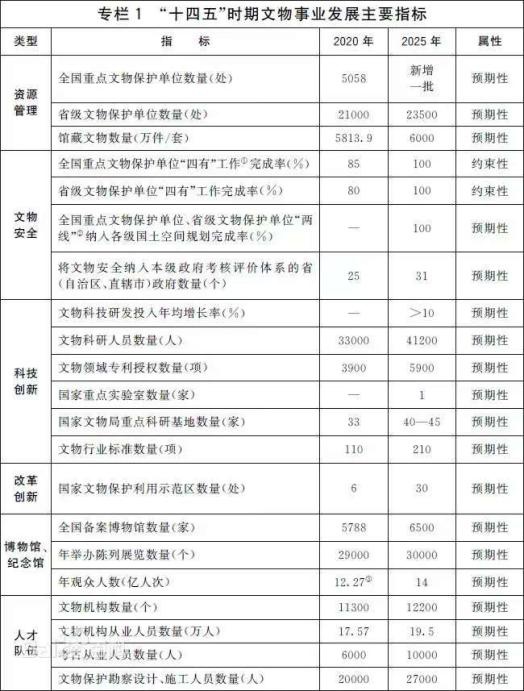 专栏1 “十四五”时期文物事业发展主要指标
类型 指标 2020年 2025年 属性
资源管理
全国重点文物保护单位数量(处) 5058 新增一批 预期性
省级文物保护单位数量(处) 21000 23500 预期性
馆藏文物数量(万件/套) 5813.9 6000 预期性
文物安全
全国重点文物保护单位“四有”工作①完成率(%) 85 100 约束性
省级文物保护单位“四有”工作完成率(%) 80 100 约束性
全国重点文物保护单位、省级文物保护单位“两
线”②纳入各级国土空间规划完成率(%) — 100 预期性
将文物安全纳入本级政府考核评价体系的省
(自治区、直辖市)政府数量(个) 25 31 预期性
科技创新
文物科技研发投入年均增长率(%) — >10 预期性
文物科研人员数量(人) 33000 41200 预期性
文物领域专利授权数量(项) 3900 5900 预期性
国家重点实验室数量(家) — 1 预期性
国家文物局重点科研基地数量(家) 33 40—45 预期性
文物行业标准数量(项) 110 210 预期性
改革创新
国家文物保护利用示范区数量(处) 6 30 预期性
博物馆、纪念馆
全国备案博物馆数量(家) 5788 6500 预期性
年举办陈列展览数量(个) 29000 30000 预期性
年观众人数(亿人次) 12.27③ 14 预期性
人才队伍
文物机构数量(个) 11300 12200 预期性
文物机构从业人员数量(万人) 17.57 19.5 预期性
考古从业人员数量(人) 6000 10000 预期性
文物保护勘察设计、施工人员数量(人) 20000 27000 预期性